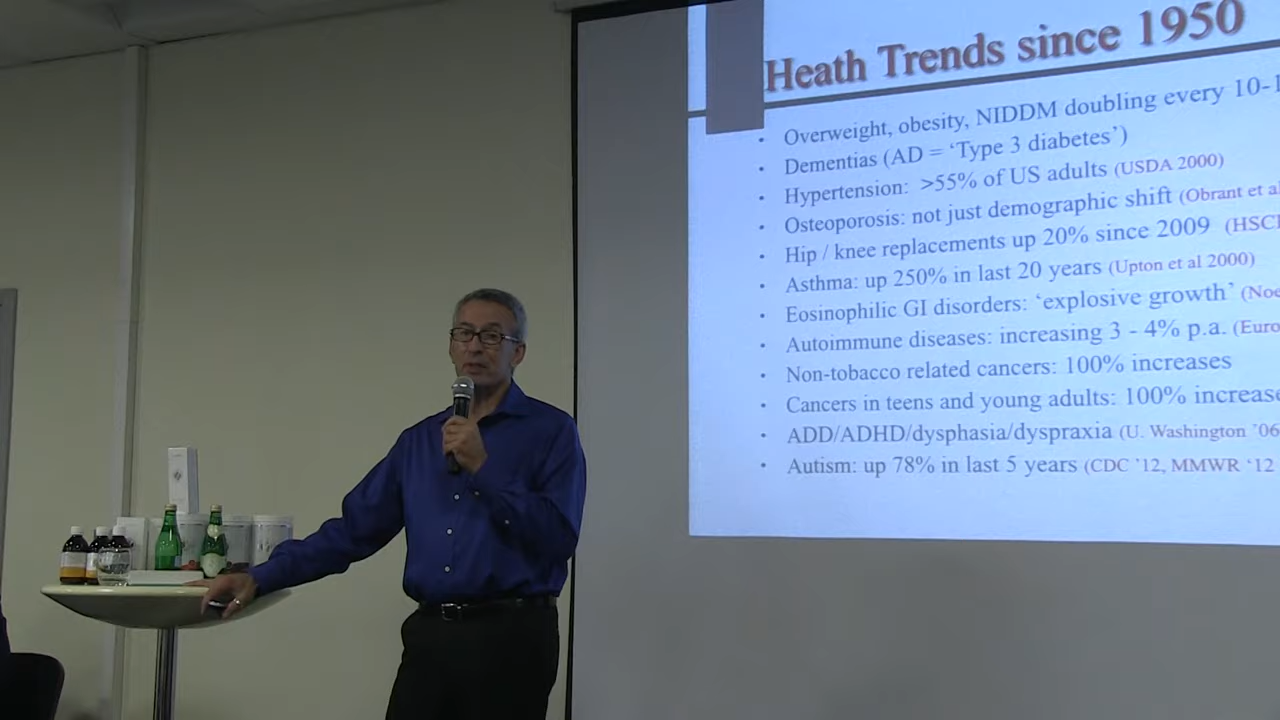 Heath Trends since 1950
• Overweight, obesity, NIDDM doubling every 10-1
• Dementias (AD = ‘Type 3 diabetes’)
• Hypertension: >55% of US adults (USDA 2000)
• Osteoporosis: not just demographic shift (Obrant et al
• Hip / knee replacements up 20% since 2009 (HSCI
• Asthma: up 250% in last 20 years (Upton et al 2000)
• Eosinophilic GI disorders: ‘explosive growth’ (Noe
• Autoimmune diseases: increasing 3 - 4% p.a. (Euro
• Non-tobacco related cancers: 100% increases
• Cancers in teens and young adults: 100% increase
• ADD/ADHD/dysphasia/dyspraxia (U. Washington ’06
• Autism: up 78% in last 5 years (CDC ’12, MMWR ‘12